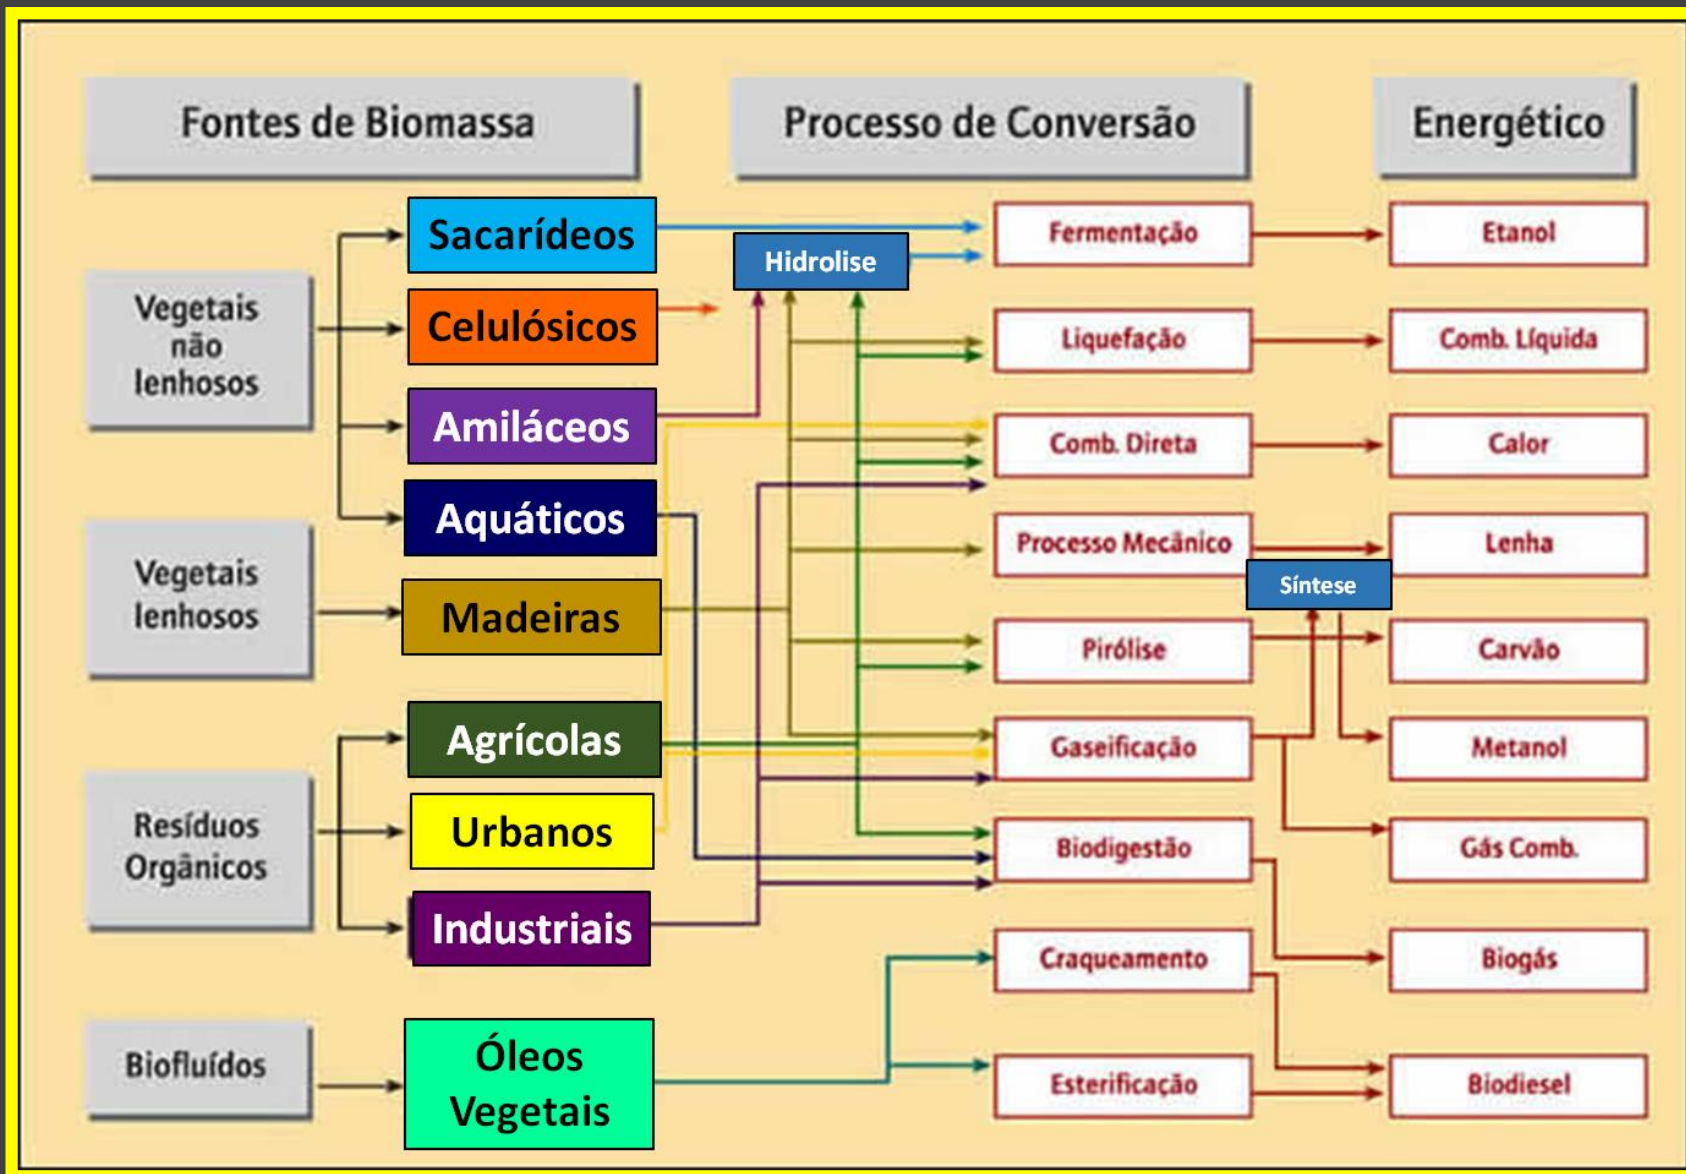 Fontes de Biomassa
Processo de Conversão
Energético
Vegetais
não
lenhosos
Vegetais
lenhosos
Resíduos
Orgânicos
Biofluídos
Sacarídeos
Celulósicos
Amiláceos
Aquáticos
Madeiras
Agrícolas
Urbanos
Industriais
Óleos
Vegetais
Hidrolise
Fermentação
Liquefação
Comb. Direta
Processo Mecânico
Pirólise
Gaseificação
Biodigestão
Craqueamento
Esterificação
Síntese
Etanol
Comb. Líquida
Calor
Lenha
Carvão
Metanol
Gás Comb.
Biogás
Biodiesel